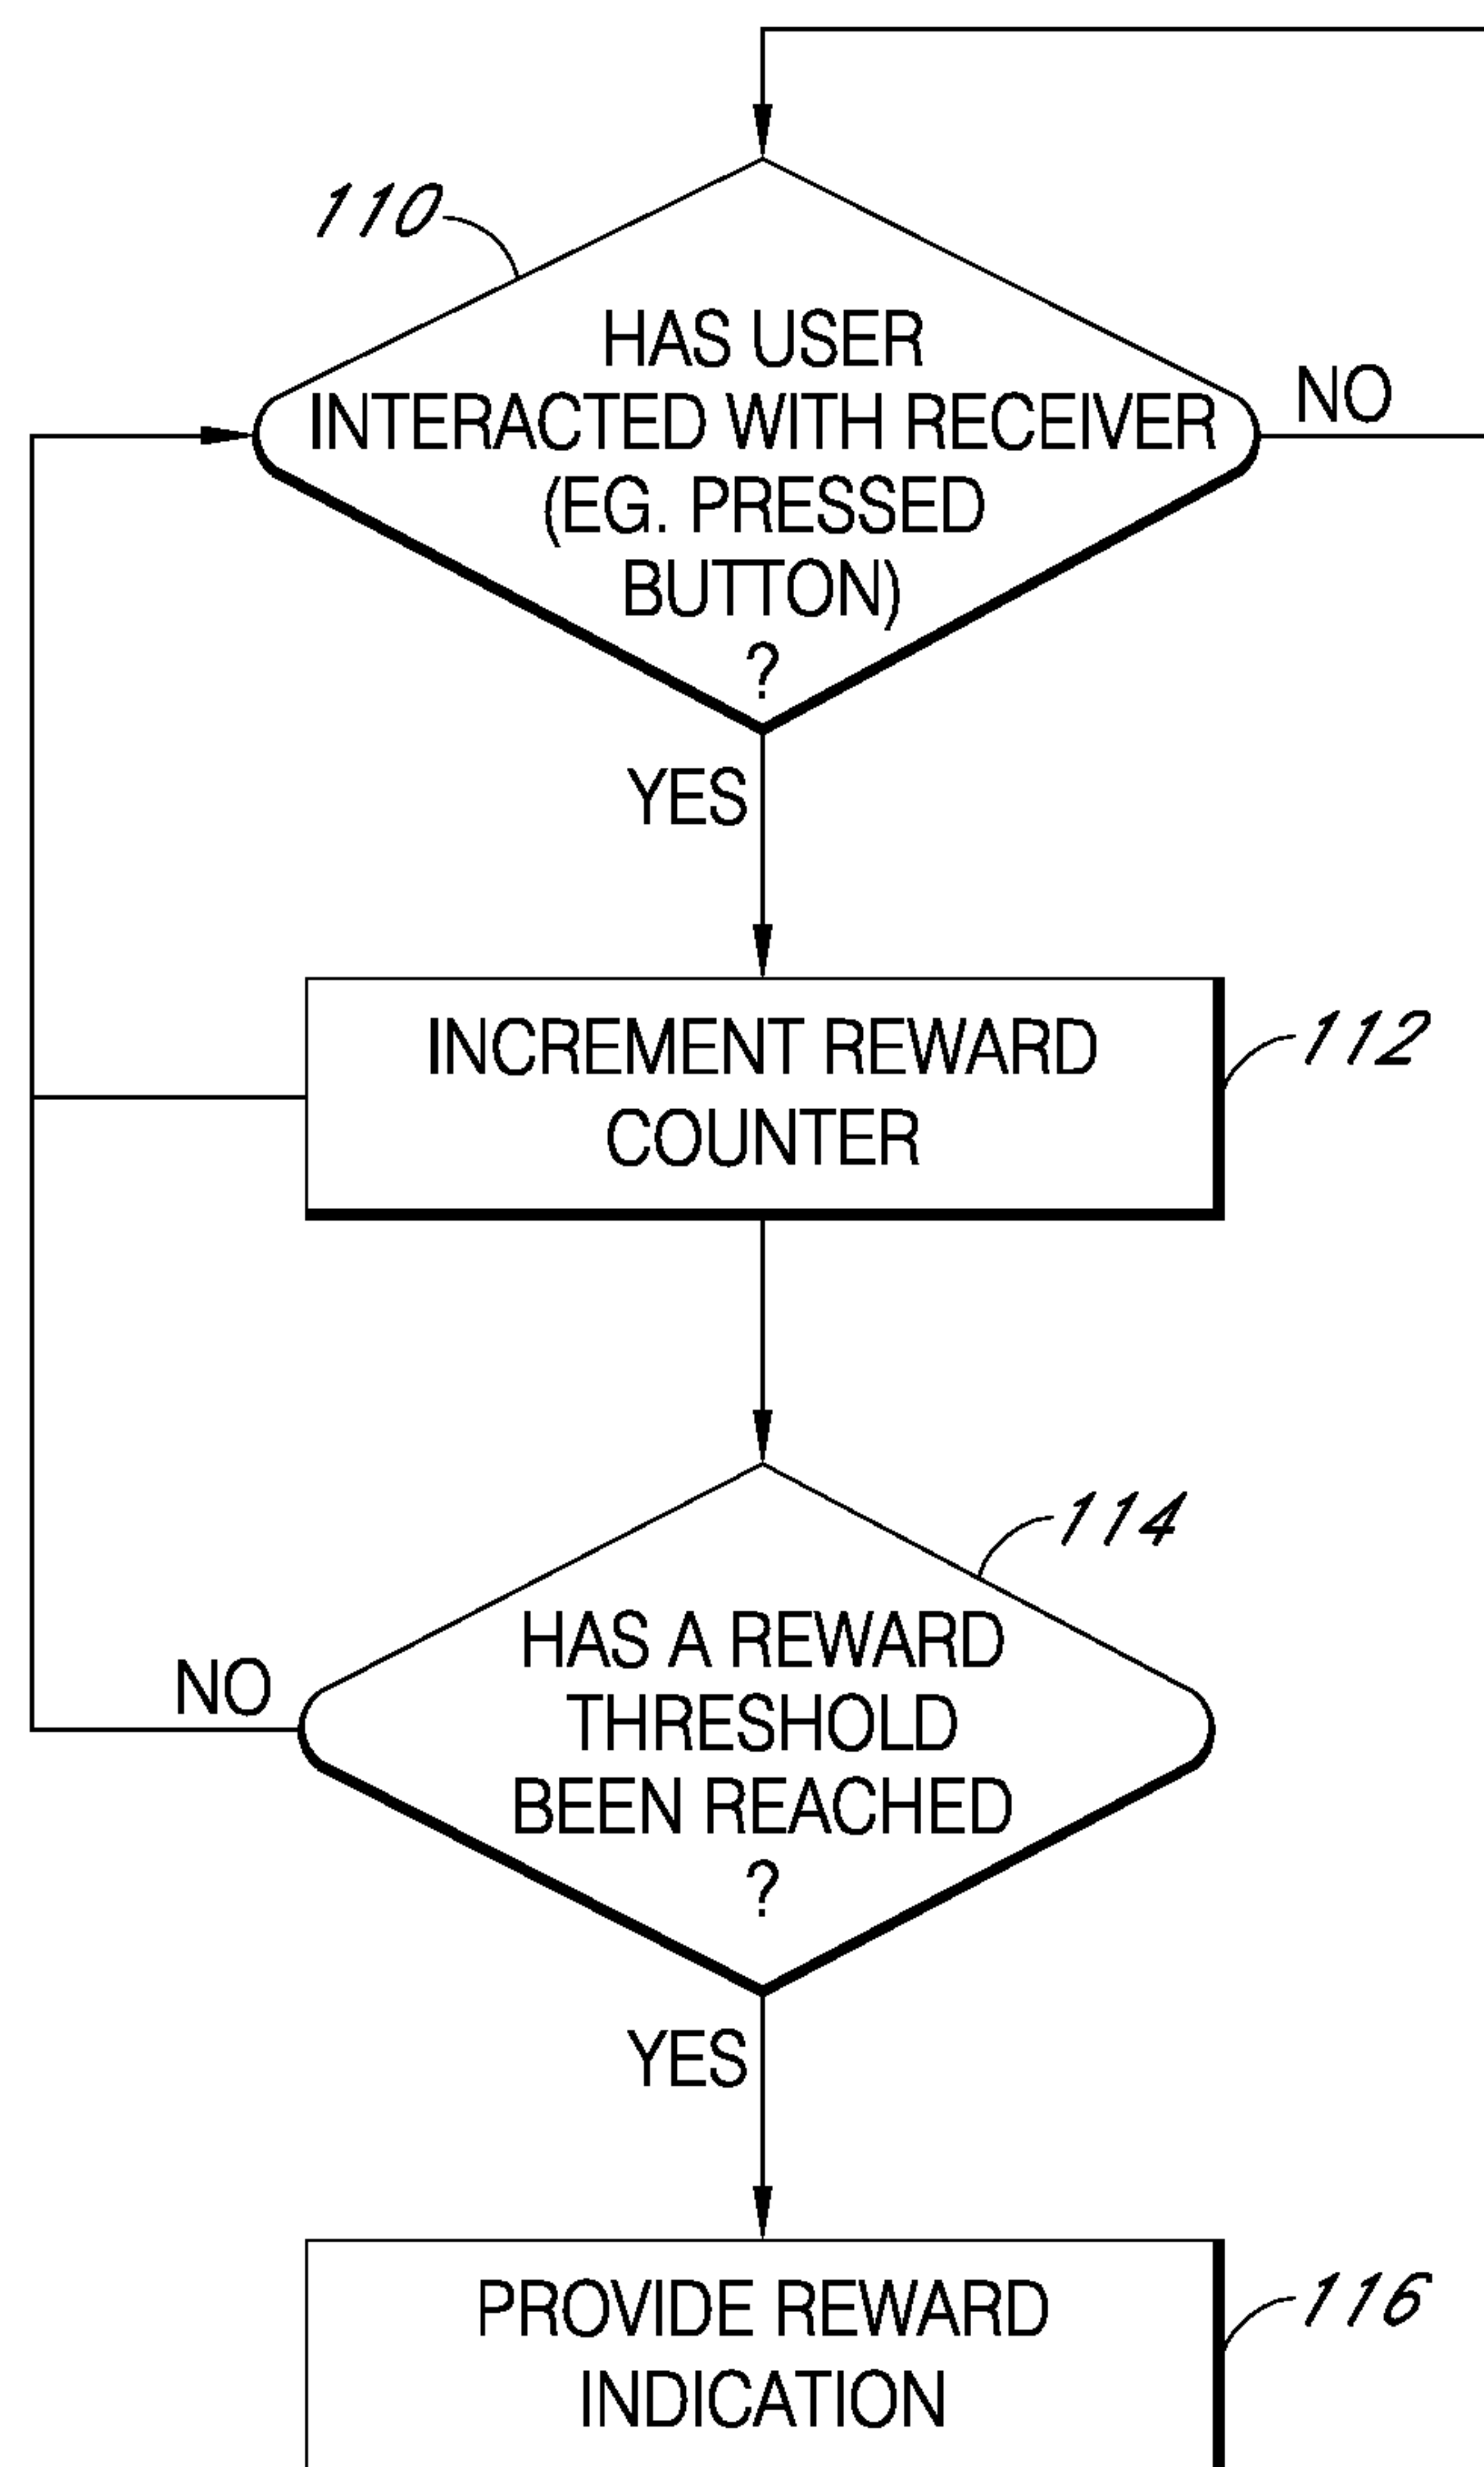 110
HAS USER
INTERACTED WITH RECEIVER
(EG. PRESSED
BUTTON)
?
NO
YES
INCREMENT REWARD
COUNTER
112
114
HAS A REWARD
THRESHOLD
BEEN REACHED
?
NO
YES
PROVIDE REWARD
INDICATION
116